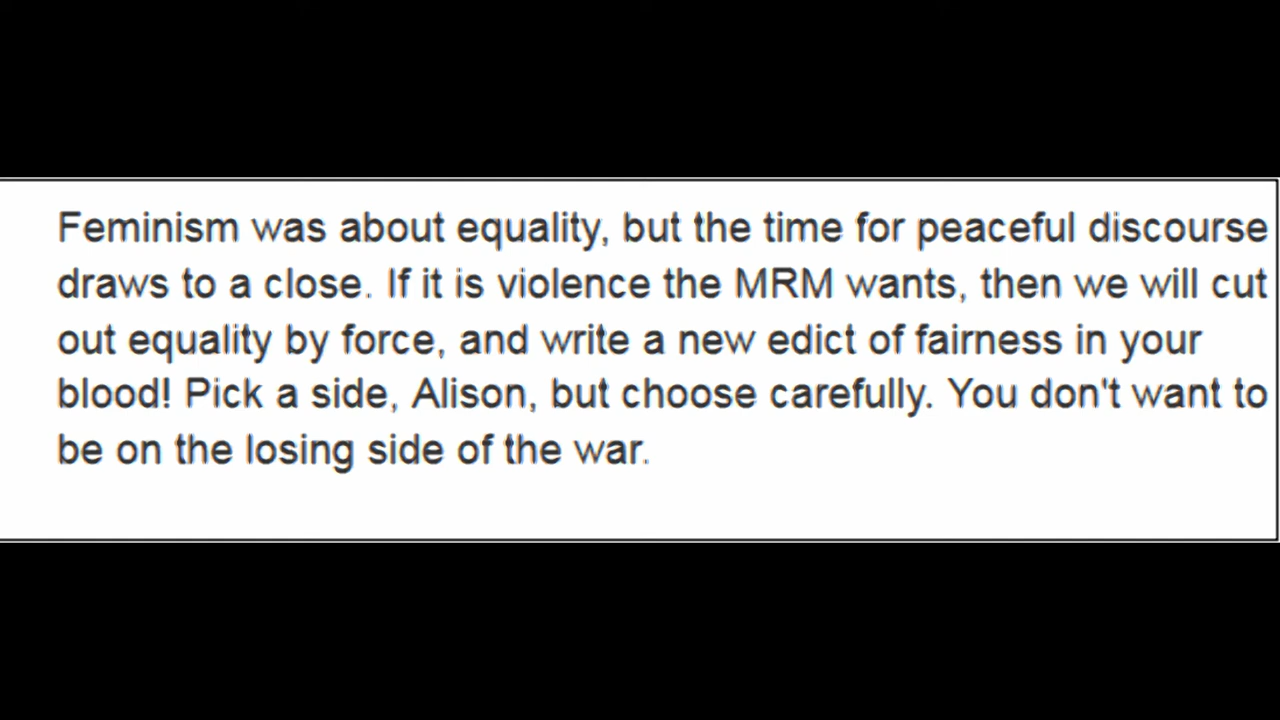 Feminism was about equality, but the time for peaceful discourse
draws to a close. If it is violence the MRM wants, then we will cut
out equality by force, and write a new edict of fairness in your
blood! Pick a side, Alison, but choose carefully. You don't want to
be on the losing side of the war.